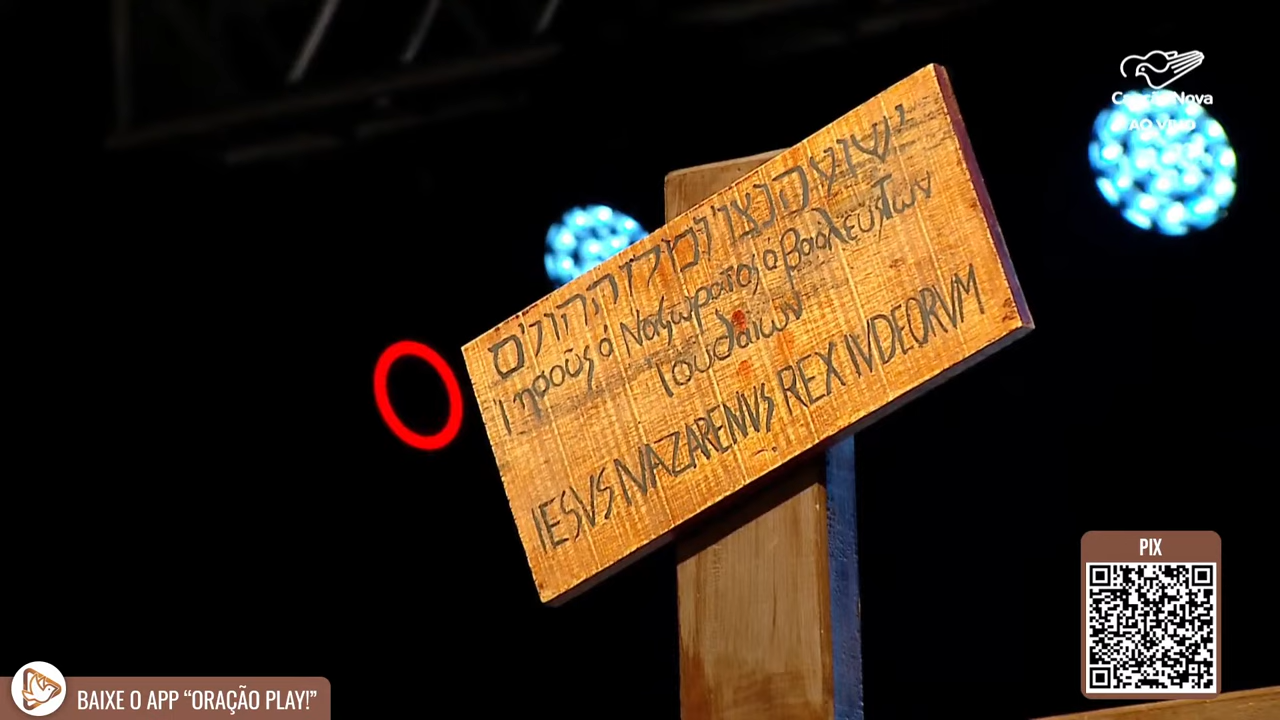 Canção Nova
AO VIVO
ישוע הנצרי ומלך היהודים
Ἰησοῦς ὁ Ναζωραῖος ὁ βασιλεὺς τῶν
Ἰουδαίων
IESVS NAZARENVS REX IVDEORVM
PIX
BAIXE O APP “ORAÇÃO PLAY!”